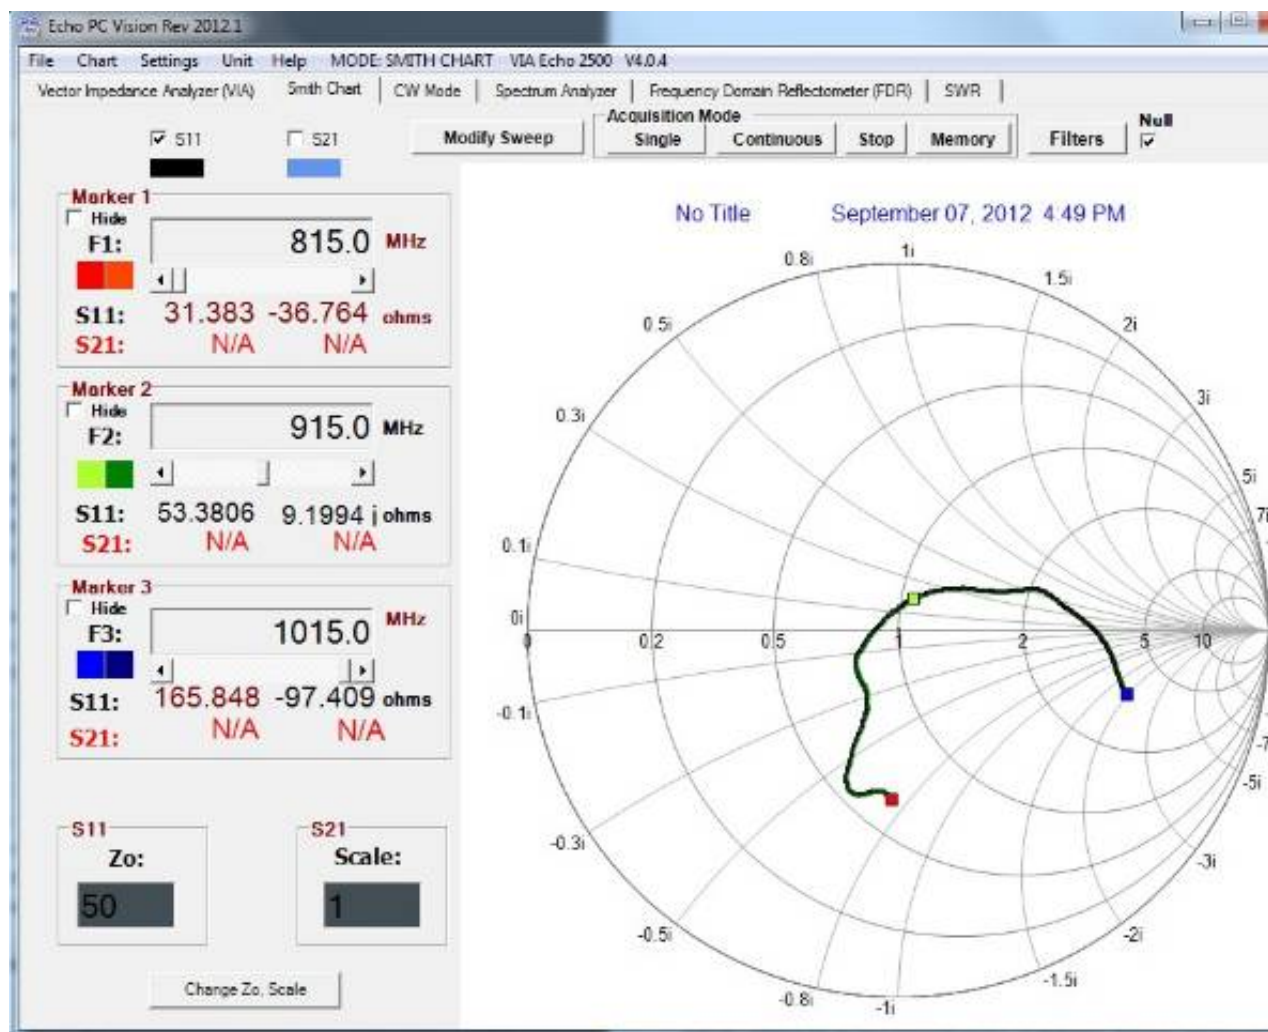 Echo PC Vision Rev 2012.1
File Chart Settings Unit Help MODE: SMITH CHART VIA Echo 2500 V4.0.4
Vector Impedance Analyzer (VIA) Smith Chart CW Mode Spectrum Analyzer Frequency Domain Reflectometer (FDR) SWR
S11 S21
Modify Sweep
Acquisition Mode
Single Continuous Stop Memory
Filters
Null
Marker 1
Hide
F1: 815.0 MHz
S11: 31.383 -36.764 ohms
S21: N/A N/A
Marker 2
Hide
F2: 915.0 MHz
S11: 53.3806 9.1994 j ohms
S21: N/A N/A
Marker 3
Hide
F3: 1015.0 MHz
S11: 165.848 -97.409 ohms
S21: N/A N/A
S11
Zo:
50
S21
Scale:
1
Change Zo, Scale
No Title September 07, 2012 4:49 PM
1i
0.8i
1.5i
0.5i
2i
0.3i
3i
5i
7i
0.1i
0i
0 0.2 0.5 1 2 5 10
-0.1i
-7
-5i
-0.3i
-3i
-0.5i
-2i
-0.8i
-1.5i
-1i